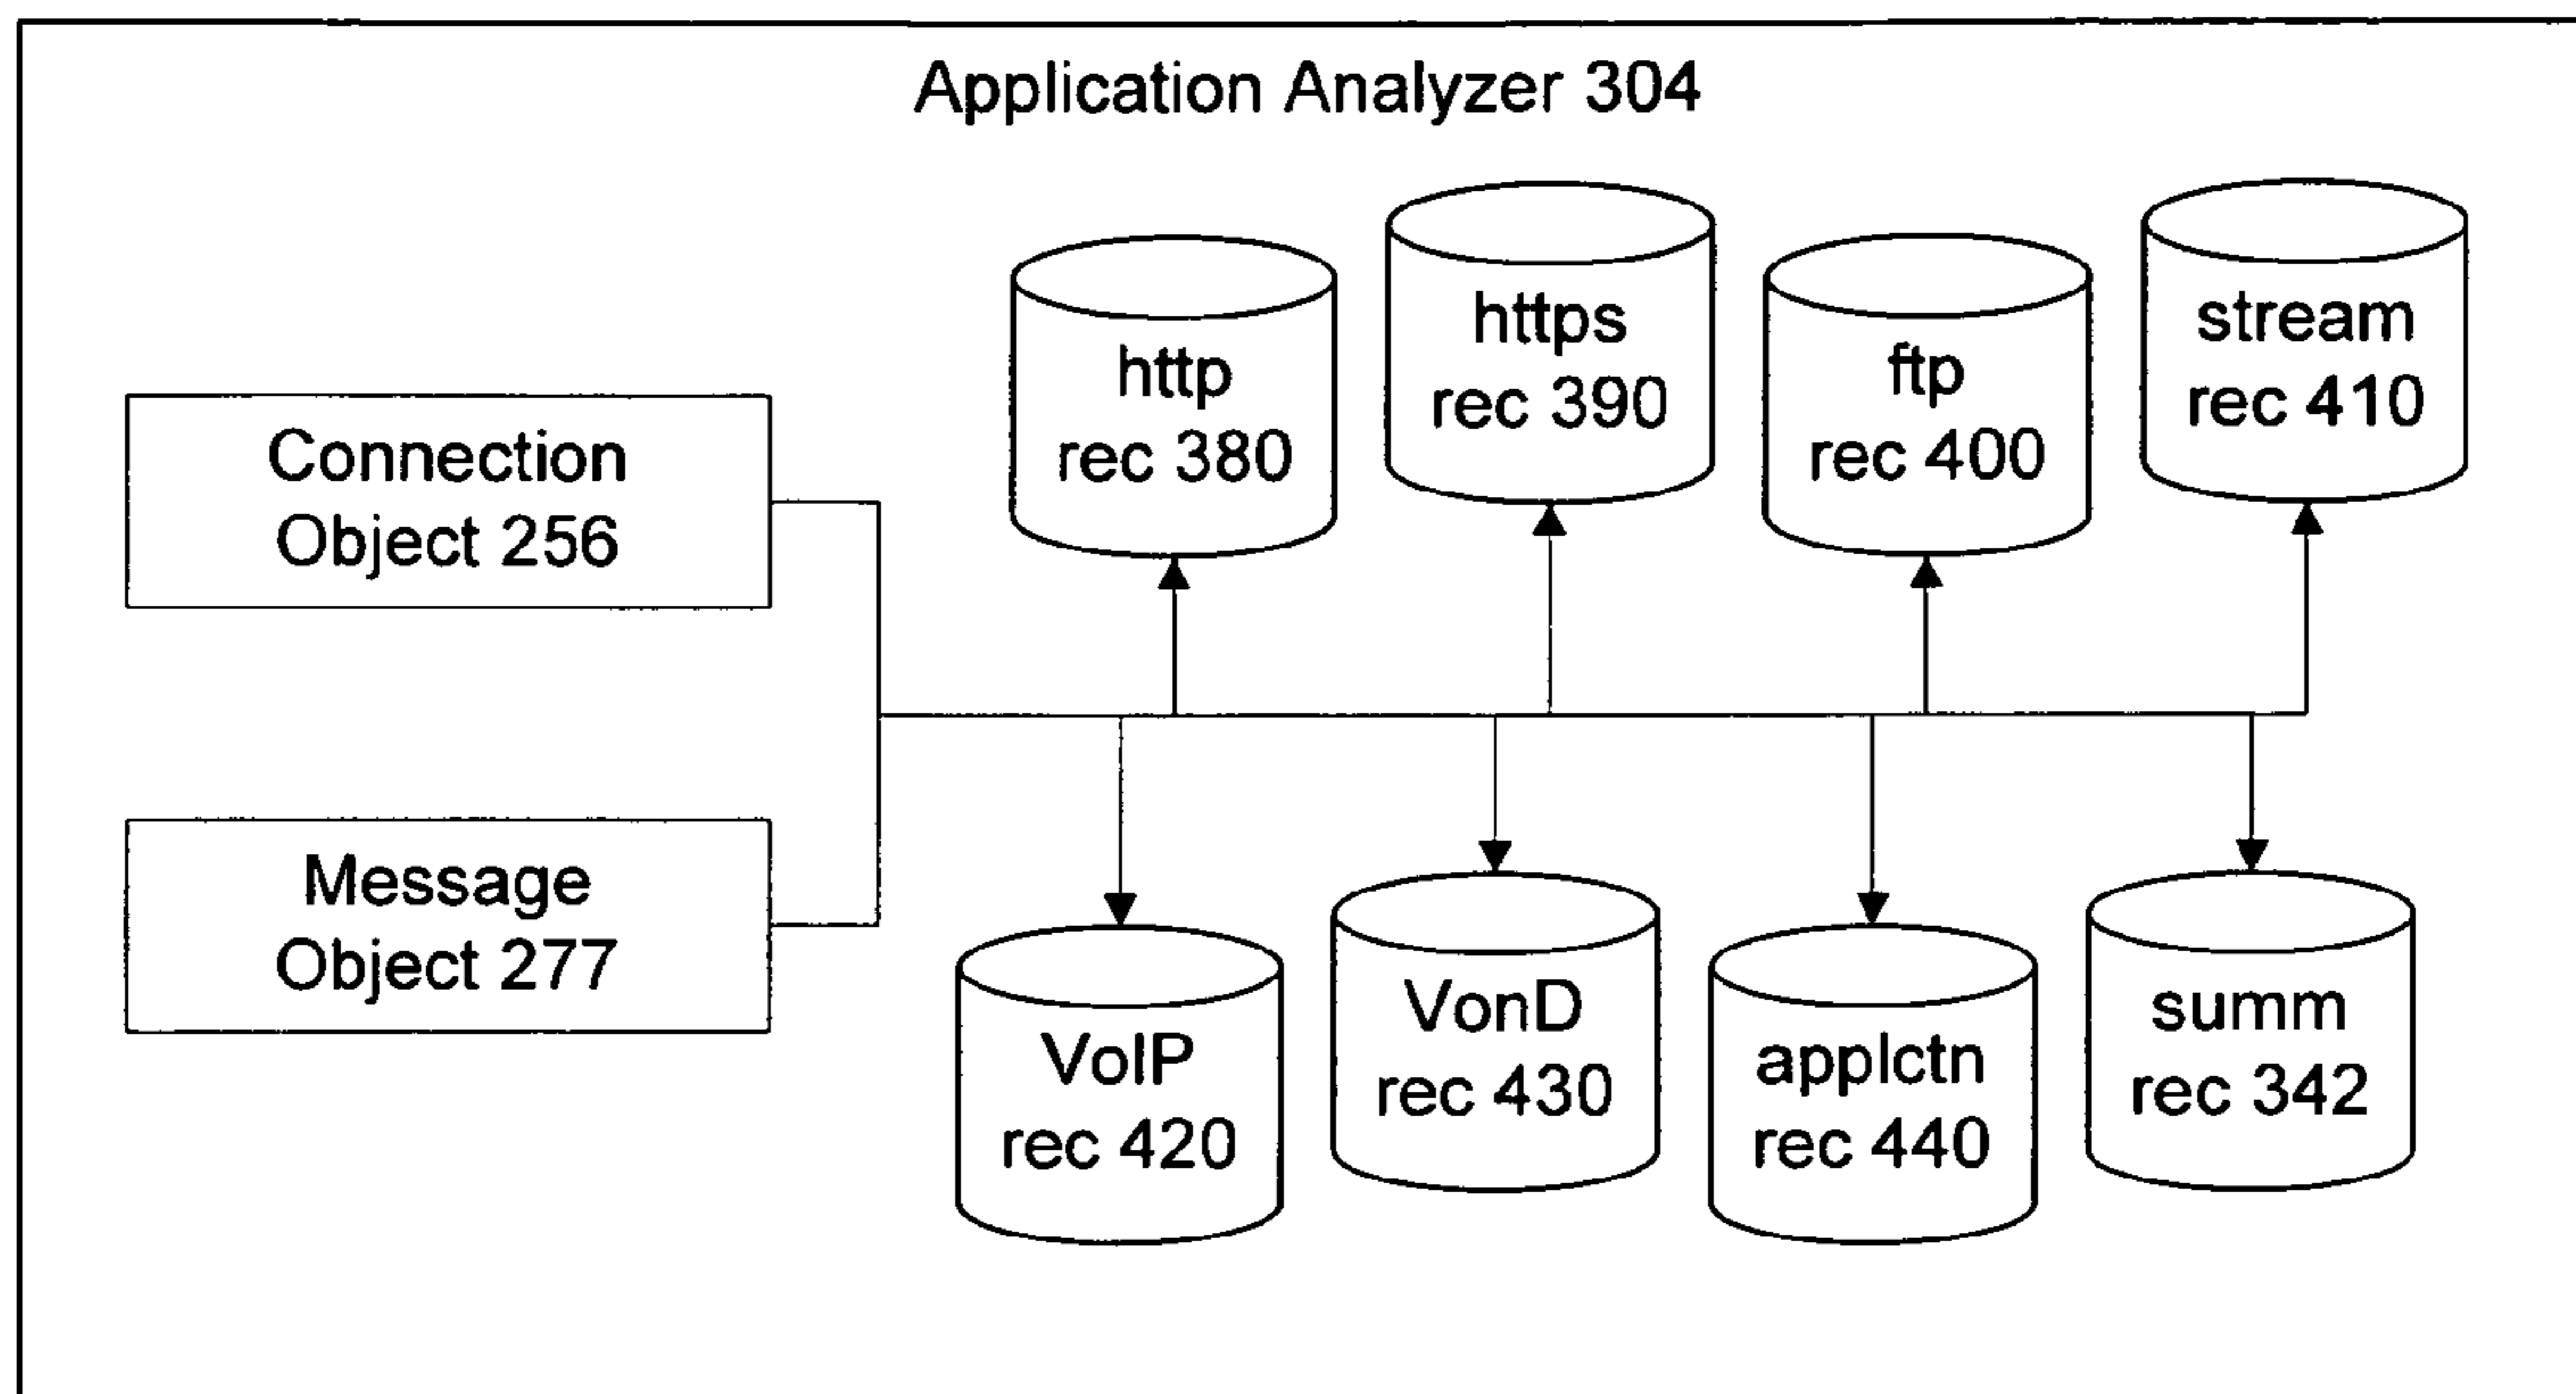 Application Analyzer 304
http
rec 380
https
rec 390
ftp
rec 400
stream
rec 410
Connection
Object 256
Message
Object 277
VoIP
rec 420
VonD
rec 430
applctn
rec 440
summ
rec 342